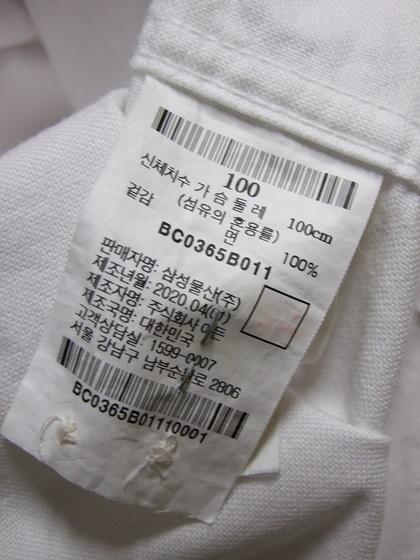 100
신체치수 가 슴 둘 레 100cm
겉감 (섬유의 혼용률)
면 100%
BC0365B011
판매자명: 삼성물산(주)
제조년월: 2020.04
제조자명: 주식회사 이든
제조국명: 대한민국
고객상담실: 1599-0007
서울 강남구 남부순환로 2806
BC0365B01110001